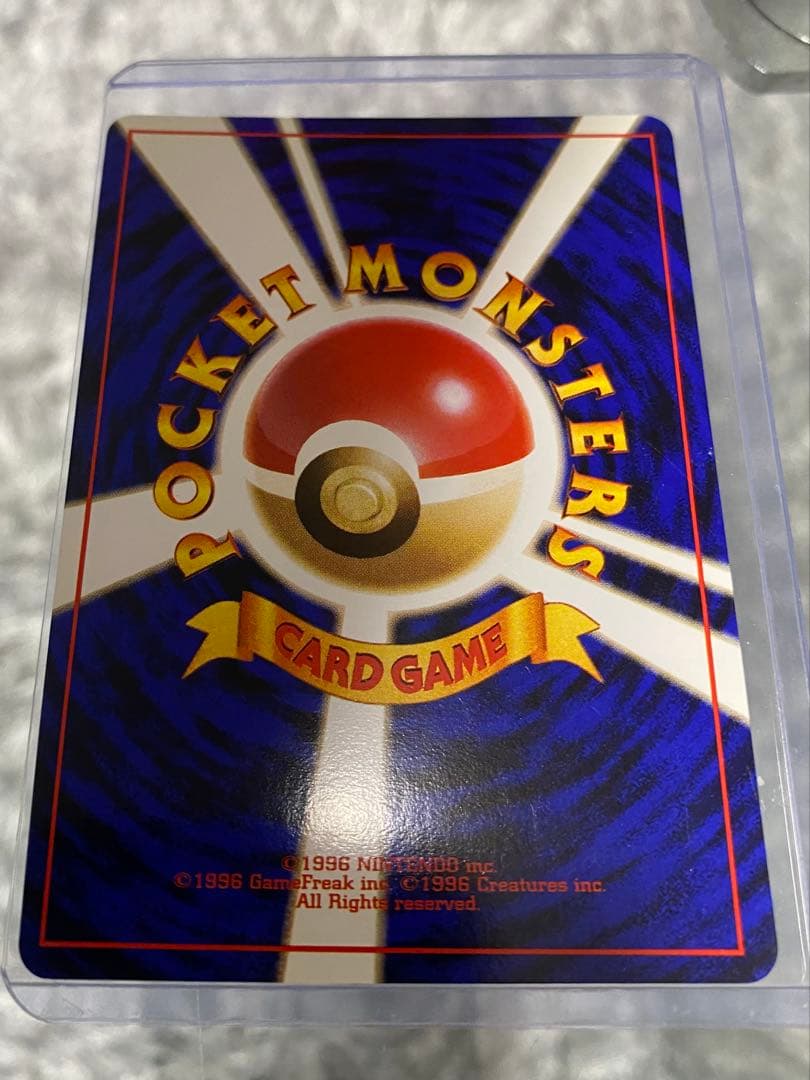 POCKET MONSTERS
CARD GAME
©1996 NINTENDO inc.
©1996 GameFreak inc. ©1996 Creatures inc.
All Rights reserved.